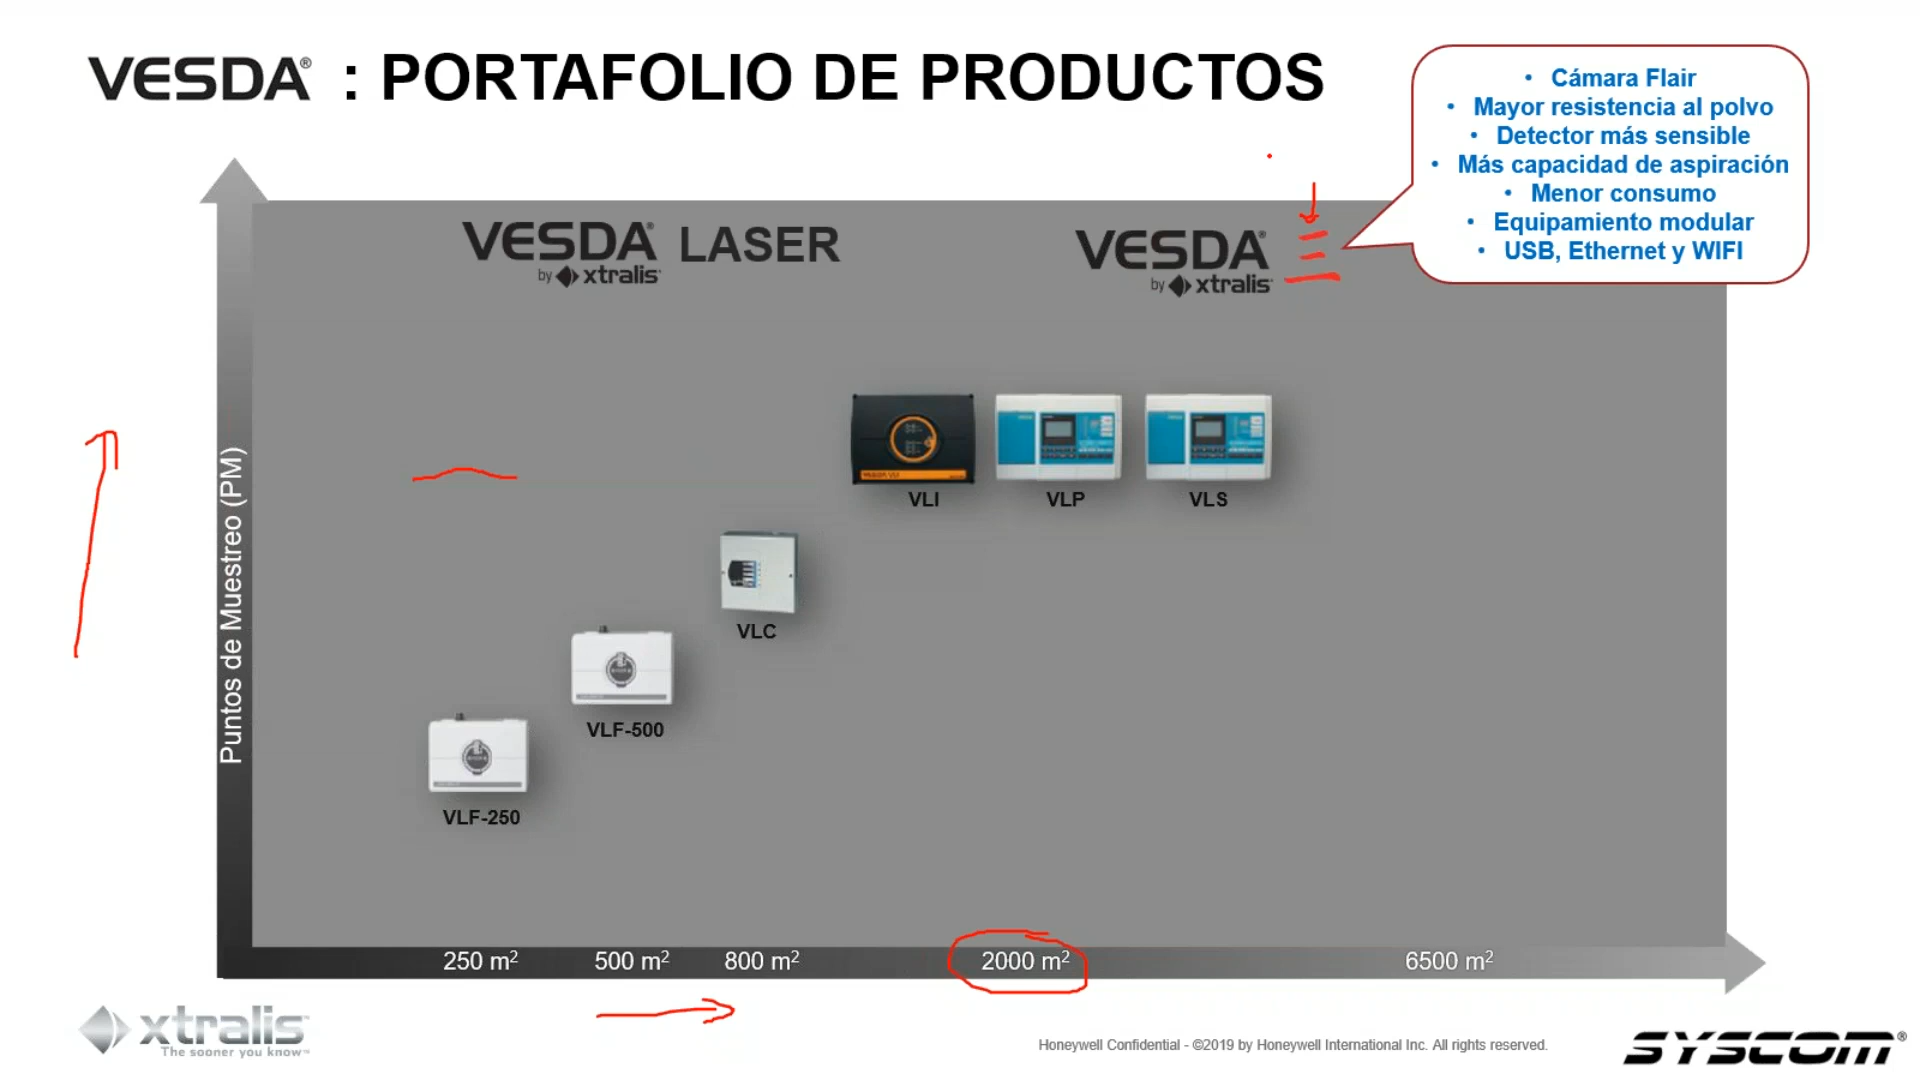 VESDA® : PORTAFOLIO DE PRODUCTOS
• Cámara Flair
• Mayor resistencia al polvo
• Detector más sensible
• Más capacidad de aspiración
• Menor consumo
• Equipamiento modular
• USB, Ethernet y WIFI
VESDA® LASER
by xtralis
VESDA®
by xtralis
Puntos de Muestreo (PM)
VLI
VLP
VLS
VLC
VLF-500
VLF-250
250 m²
500 m²
800 m²
2000 m²
6500 m²
xtralis
The sooner you know™
Honeywell Confidential - ©2019 by Honeywell International Inc. All rights reserved.
SYSCOM®